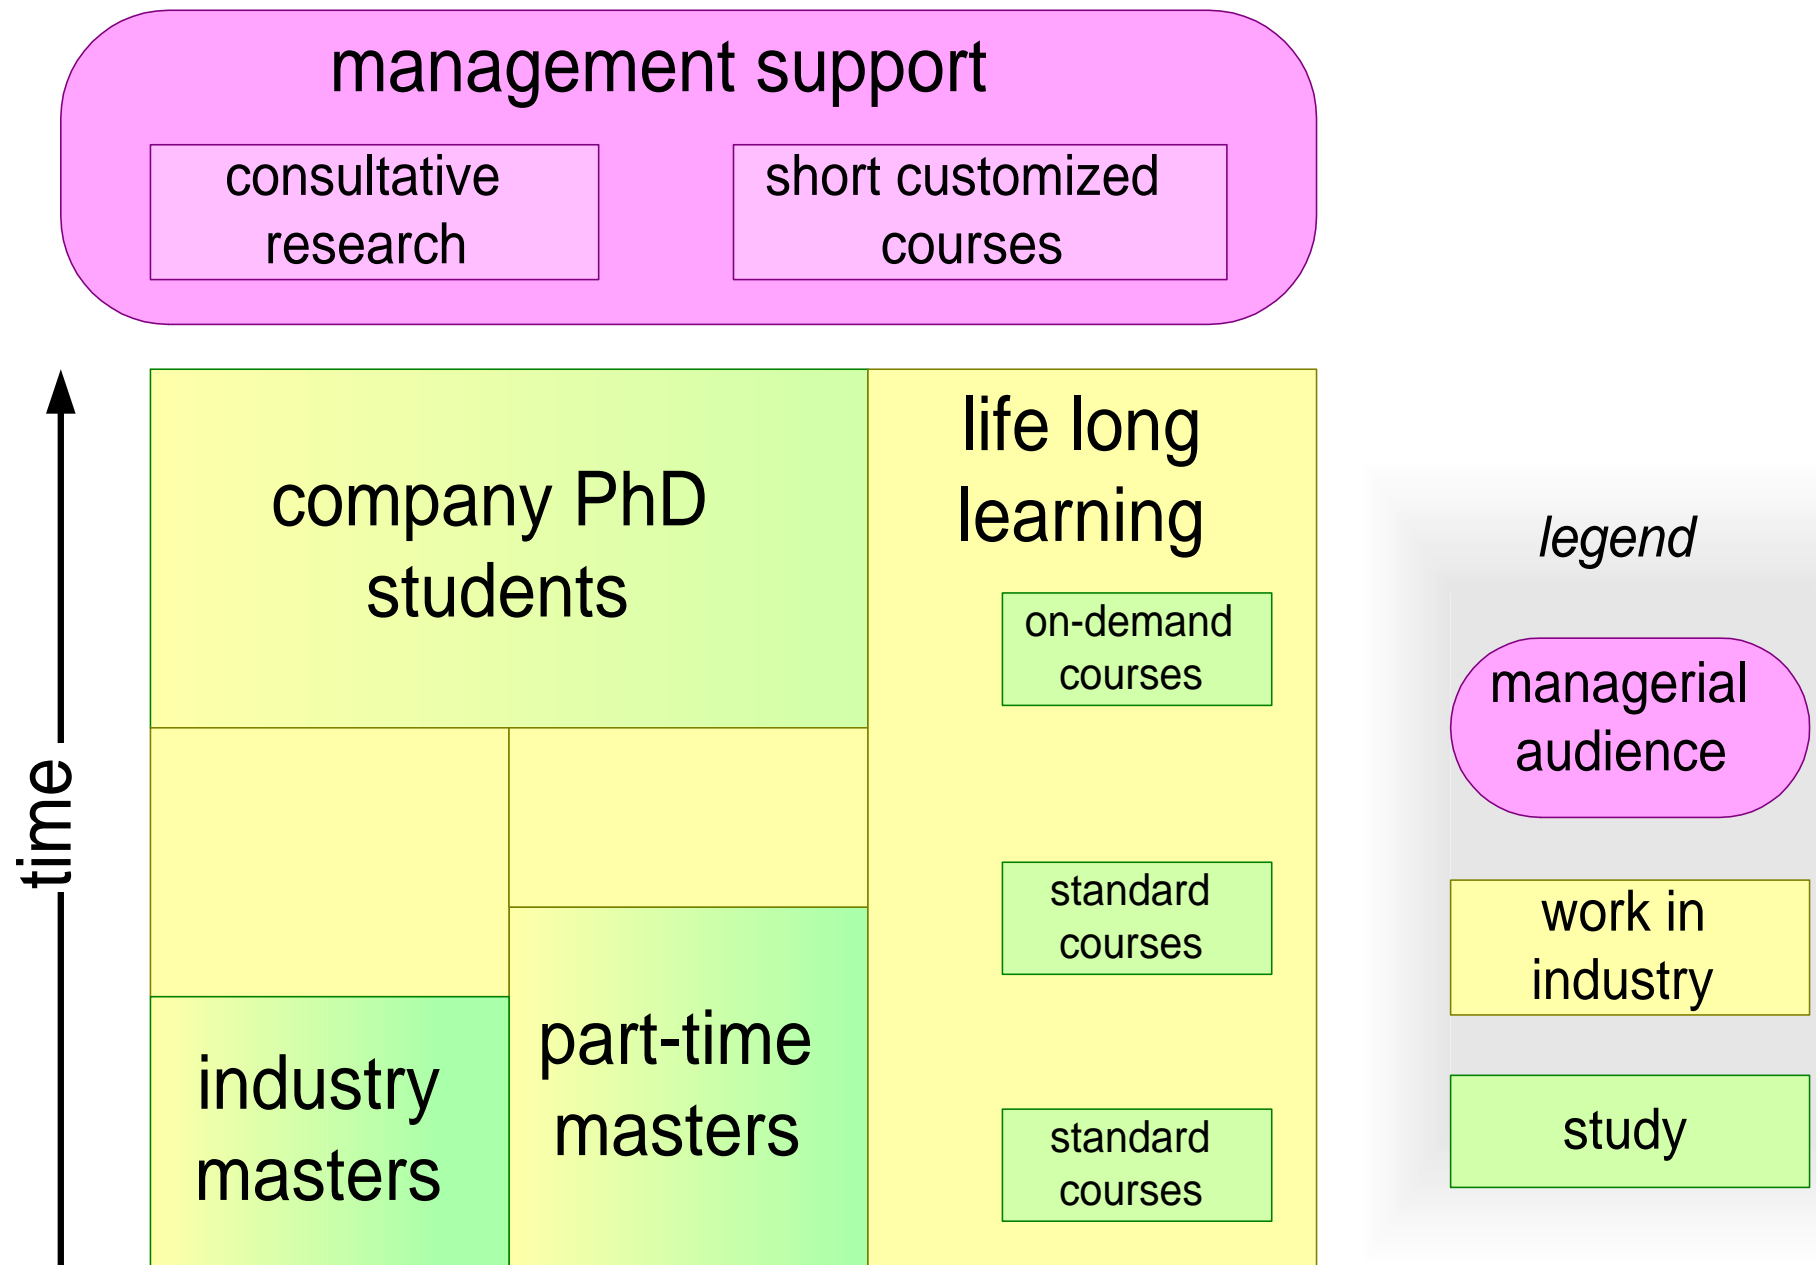 management support
consultative
research
short customized
courses
time
company PhD
students
life long
learning
on-demand
courses
standard
courses
industry
masters
part-time
masters
standard
courses
legend
managerial
audience
work in
industry
study